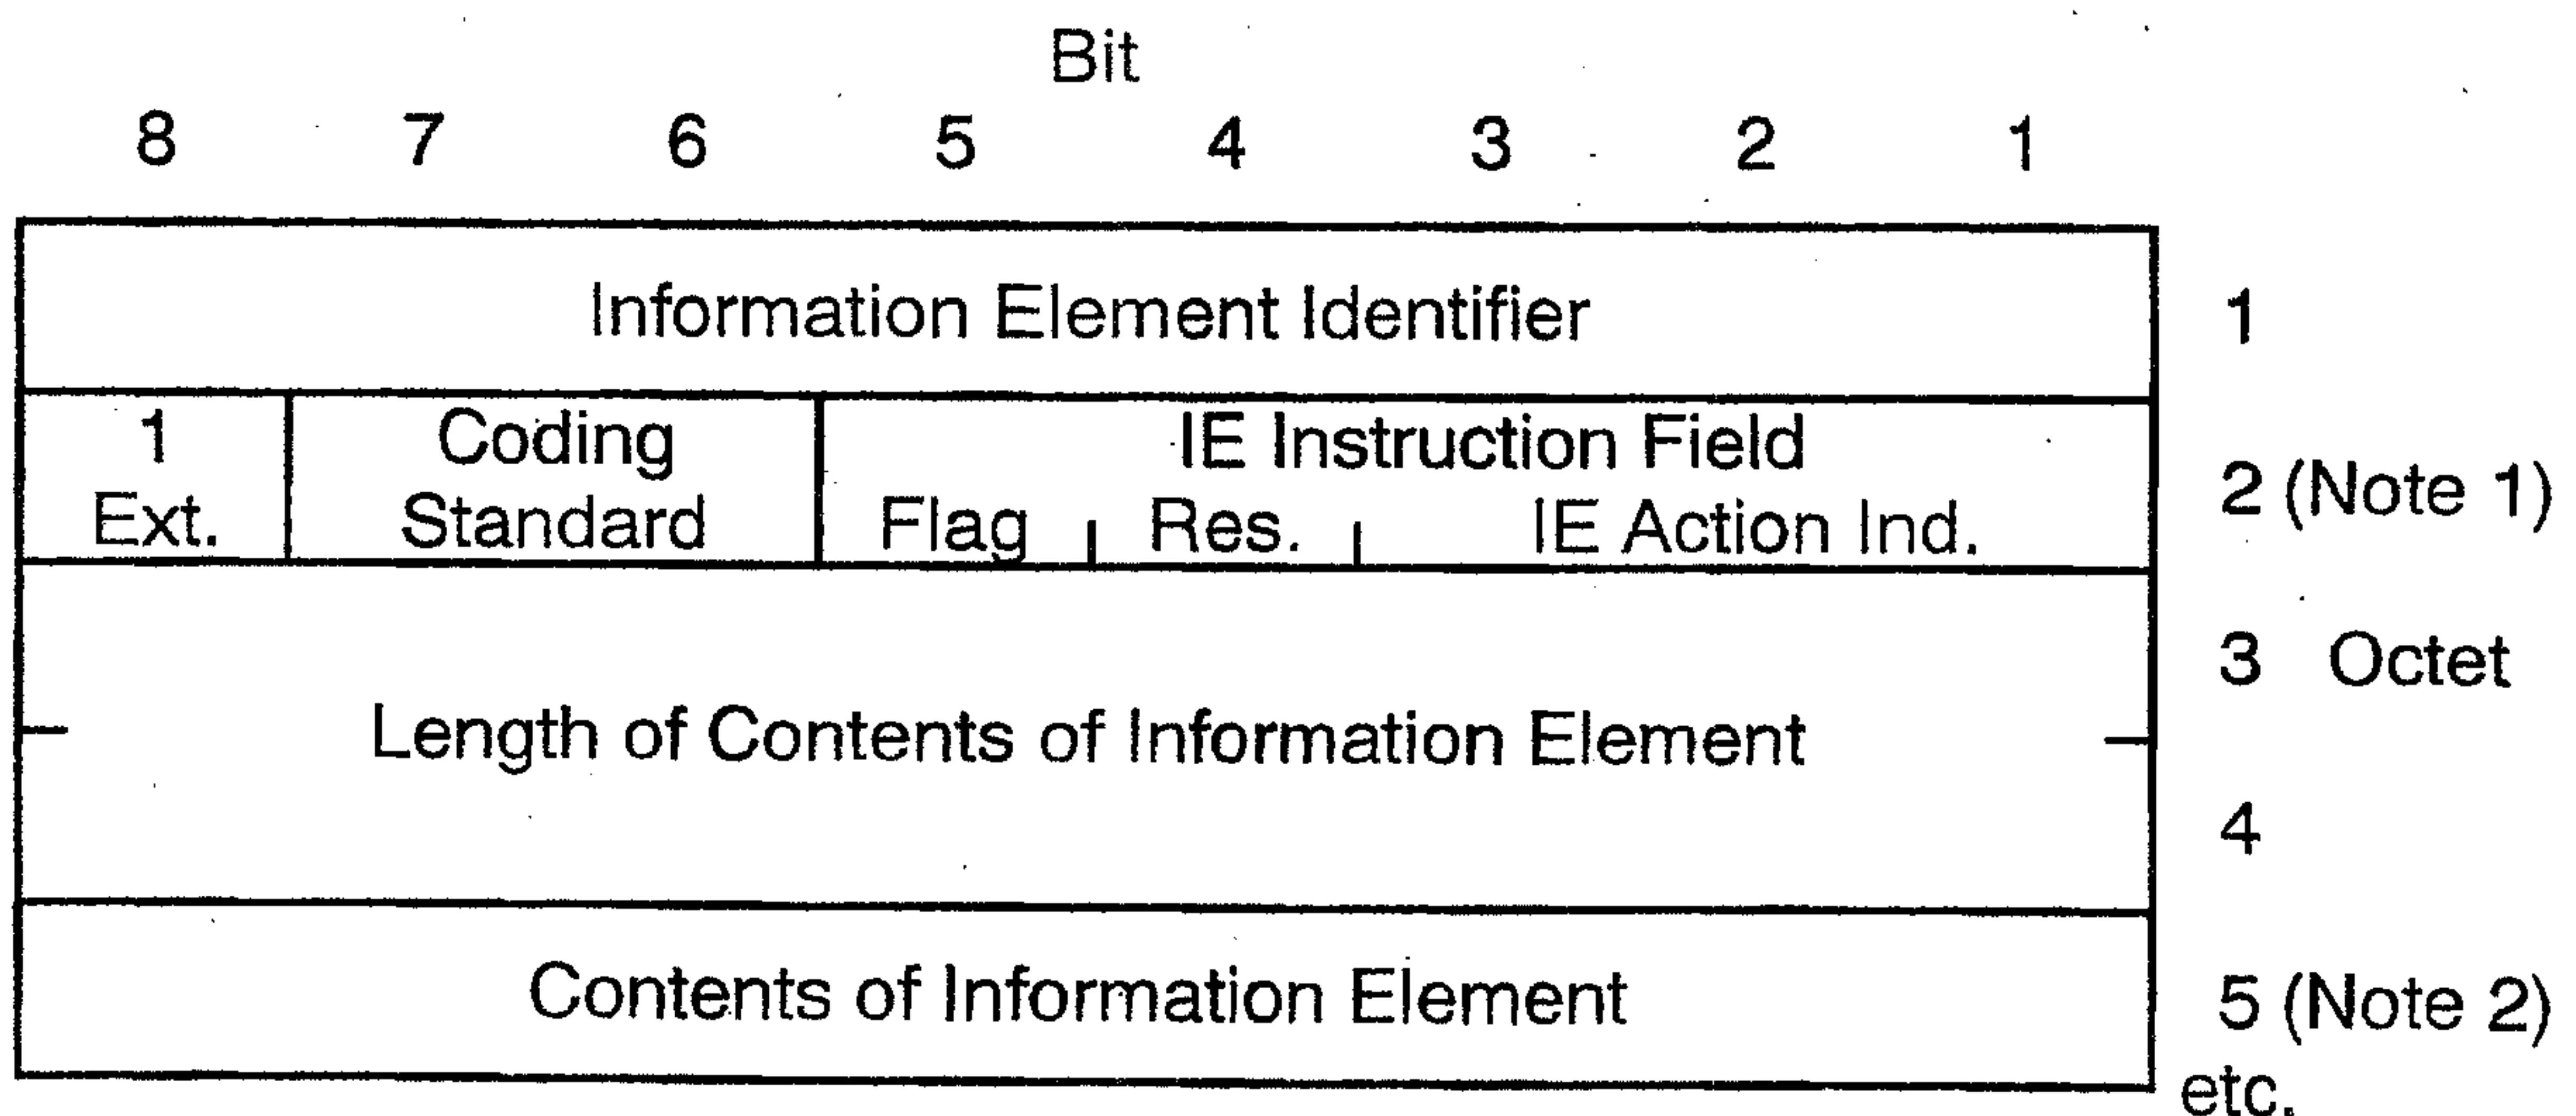 Bit
8 7 6 5 4 3 2 1
Information Element Identifier 1
1 Coding IE Instruction Field
Ext. Standard Flag Res. IE Action Ind. 2 (Note 1)
3 Octet
Length of Contents of Information Element
4
Contents of Information Element 5 (Note 2)
etc.